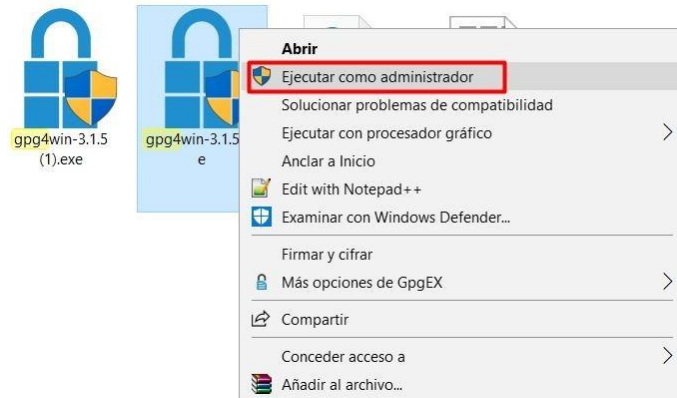 gpg4win-3.1.5
(1).exe
gpg4win-3.1.5
e
Abrir
Ejecutar como administrador
Solucionar problemas de compatibilidad
Ejecutar con procesador gráfico
Anclar a Inicio
Edit with Notepad++
Examinar con Windows Defender...
Firmar y cifrar
Más opciones de GpgEX
Compartir
Conceder acceso a
Añadir al archivo...